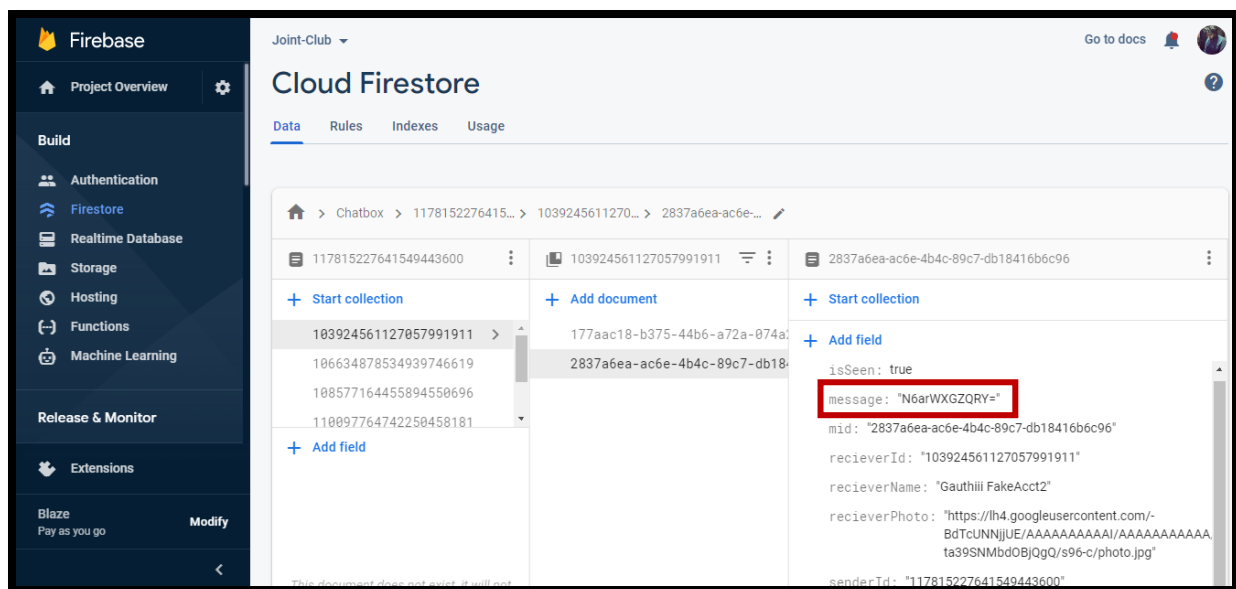 Firebase
Project Overview
Build
Authentication
Firestore
Realtime Database
Storage
Hosting
Functions
Machine Learning
Release & Monitor
Extensions
Blaze
Pay as you go
Modify
Joint-Club
Go to docs
Cloud Firestore
Data Rules Indexes Usage
Chatbox > 1178152276415... > 1039245611270... > 2837a6ea-ac6e-...
117815227641549443600
Start collection
103924561127057991911
106634878534939746619
108577164455894550696
110097764742250458181
Add field
This document does not exist, it will not
103924561127057991911
Add document
177aac18-b375-44b6-a72a-074a
2837a6ea-ac6e-4b4c-89c7-db184
2837a6ea-ac6e-4b4c-89c7-db18416b6c96
Start collection
Add field
isSeen: true
message: "N6arWXGZQRY="
mid: "2837a6ea-ac6e-4b4c-89c7-db18416b6c96"
recieverId: "103924561127057991911"
recieverName: "Gauthiii FakeAcct2"
recieverPhoto: "https://lh4.googleusercontent.com/-
BdTcUNNjjUE/AAAAAAAAAAI/AAAAAAAAAAA.
ta39SNMbdOBjQgQ/s96-c/photo.jpg"
senderId: "117815227641549443600"